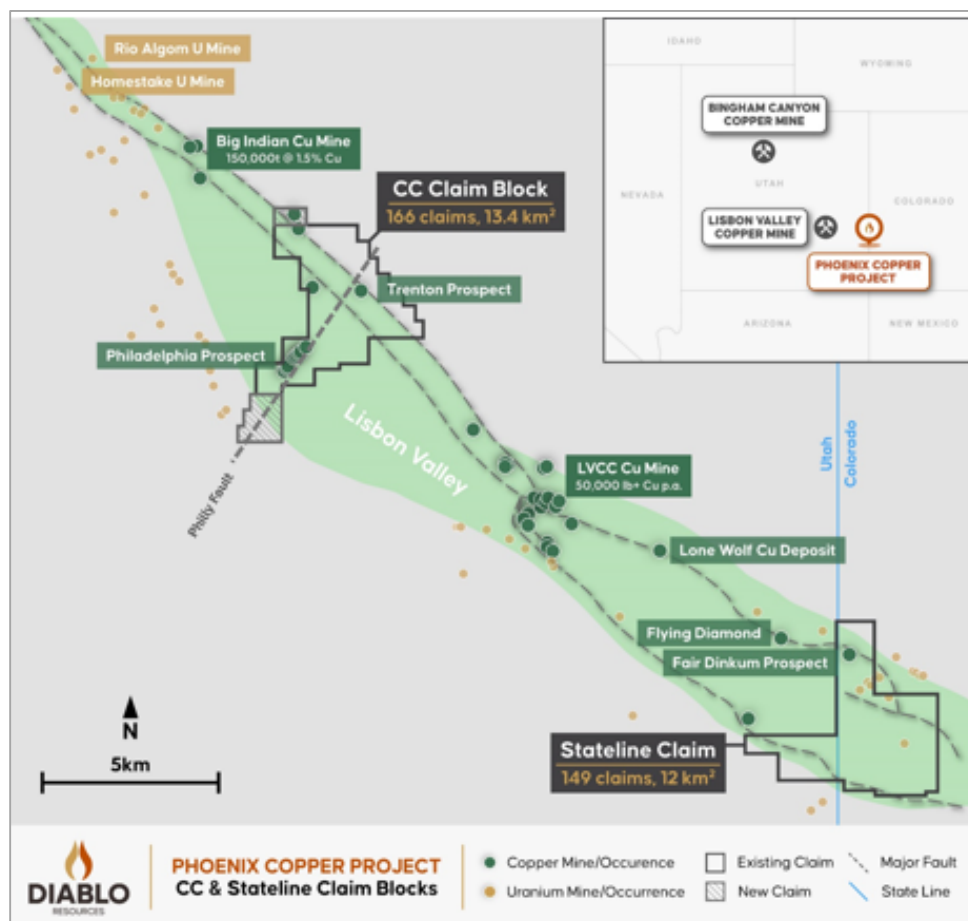 Rio Algom U Mine
Homestake U Mine
Big Indian Cu Mine
150,000t @ 1.5% Cu
CC Claim Block
166 claims, 13.4 km²
Trenton Prospect
Philadelphia Prospect
Philly Fault
Lisbon Valley
LVCC Cu Mine
50,000 lb+ Cu p.a.
Lone Wolf Cu Deposit
Utah
Colorado
Flying Diamond
Fair Dinkum Prospect
Stateline Claim
149 claims, 12 km²
N
5km
IDAHO
WYOMING
BINGHAM CANYON
COPPER MINE
UTAH
NEVADA
COLORADO
LISBON VALLEY
COPPER MINE
PHOENIX COPPER
PROJECT
ARIZONA
NEW MEXICO
DIABLO
RESOURCES
PHOENIX COPPER PROJECT
CC & Stateline Claim Blocks
Copper Mine/Occurence
Uranium Mine/Occurrence
Existing Claim
New Claim
Major Fault
State Line